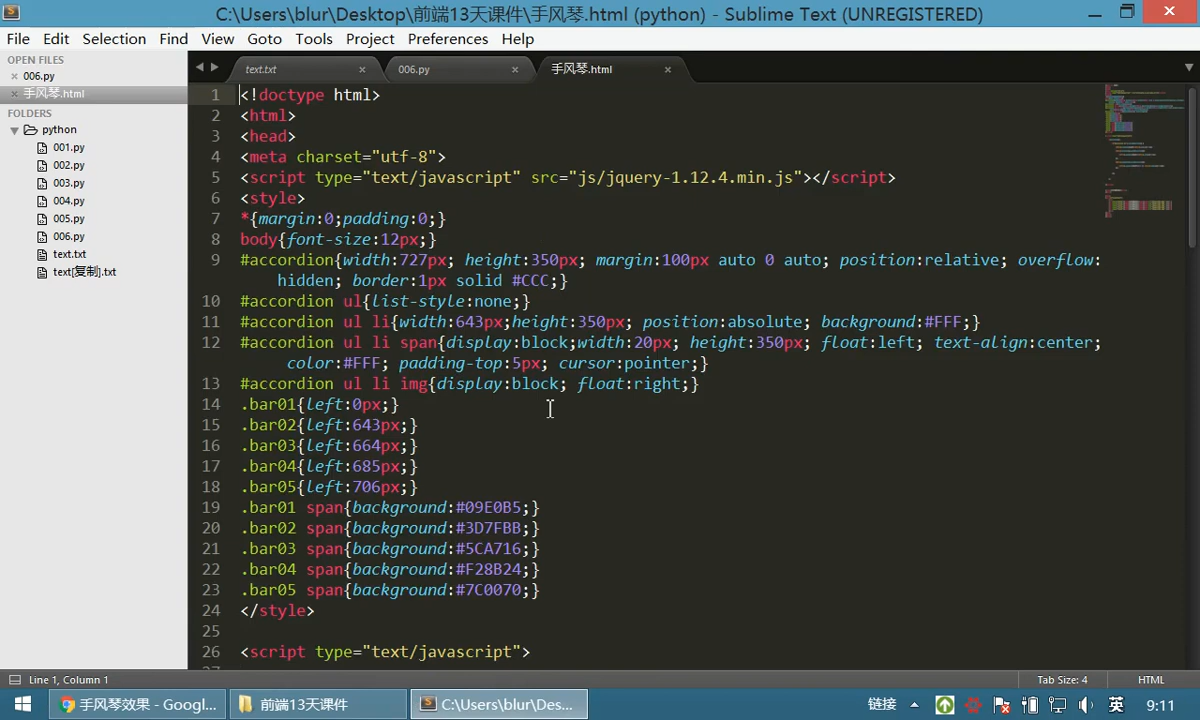 C:\Users\blur\Desktop\前端13天课件\手风琴.html (python) - Sublime Text (UNREGISTERED)
File Edit Selection Find View Goto Tools Project Preferences Help
OPEN FILES
006.py
手风琴.html
FOLDERS
python
001.py
002.py
003.py
004.py
005.py
006.py
text.txt
text[复制].txt
text.txt 006.py 手风琴.html
1 <!doctype html>
2 <html>
3 <head>
4 <meta charset="utf-8">
5 <script type="text/javascript" src="js/jquery-1.12.4.min.js"></script>
6 <style>
7 *{margin:0;padding:0;}
8 body{font-size:12px;}
9 #accordion{width:727px; height:350px; margin:100px auto 0 auto; position:relative; overflow:
hidden; border:1px solid #CCC;}
10 #accordion ul{list-style:none;}
11 #accordion ul li{width:643px;height:350px; position:absolute; background:#FFF;}
12 #accordion ul li span{display:block;width:20px; height:350px; float:left; text-align:center;
color:#FFF; padding-top:5px; cursor:pointer;}
13 #accordion ul li img{display:block; float:right;}
14 .bar01{left:0px;}
15 .bar02{left:643px;}
16 .bar03{left:664px;}
17 .bar04{left:685px;}
18 .bar05{left:706px;}
19 .bar01 span{background:#09E0B5;}
20 .bar02 span{background:#3D7FBB;}
21 .bar03 span{background:#5CA716;}
22 .bar04 span{background:#F28B24;}
23 .bar05 span{background:#7C0070;}
24 </style>
25
26 <script type="text/javascript">
27
Line 1, Column 1 Tab Size: 4 HTML
手风琴效果 - Googl... 前端13天课件 C:\Users\blur\Des... 链接 英 9:11